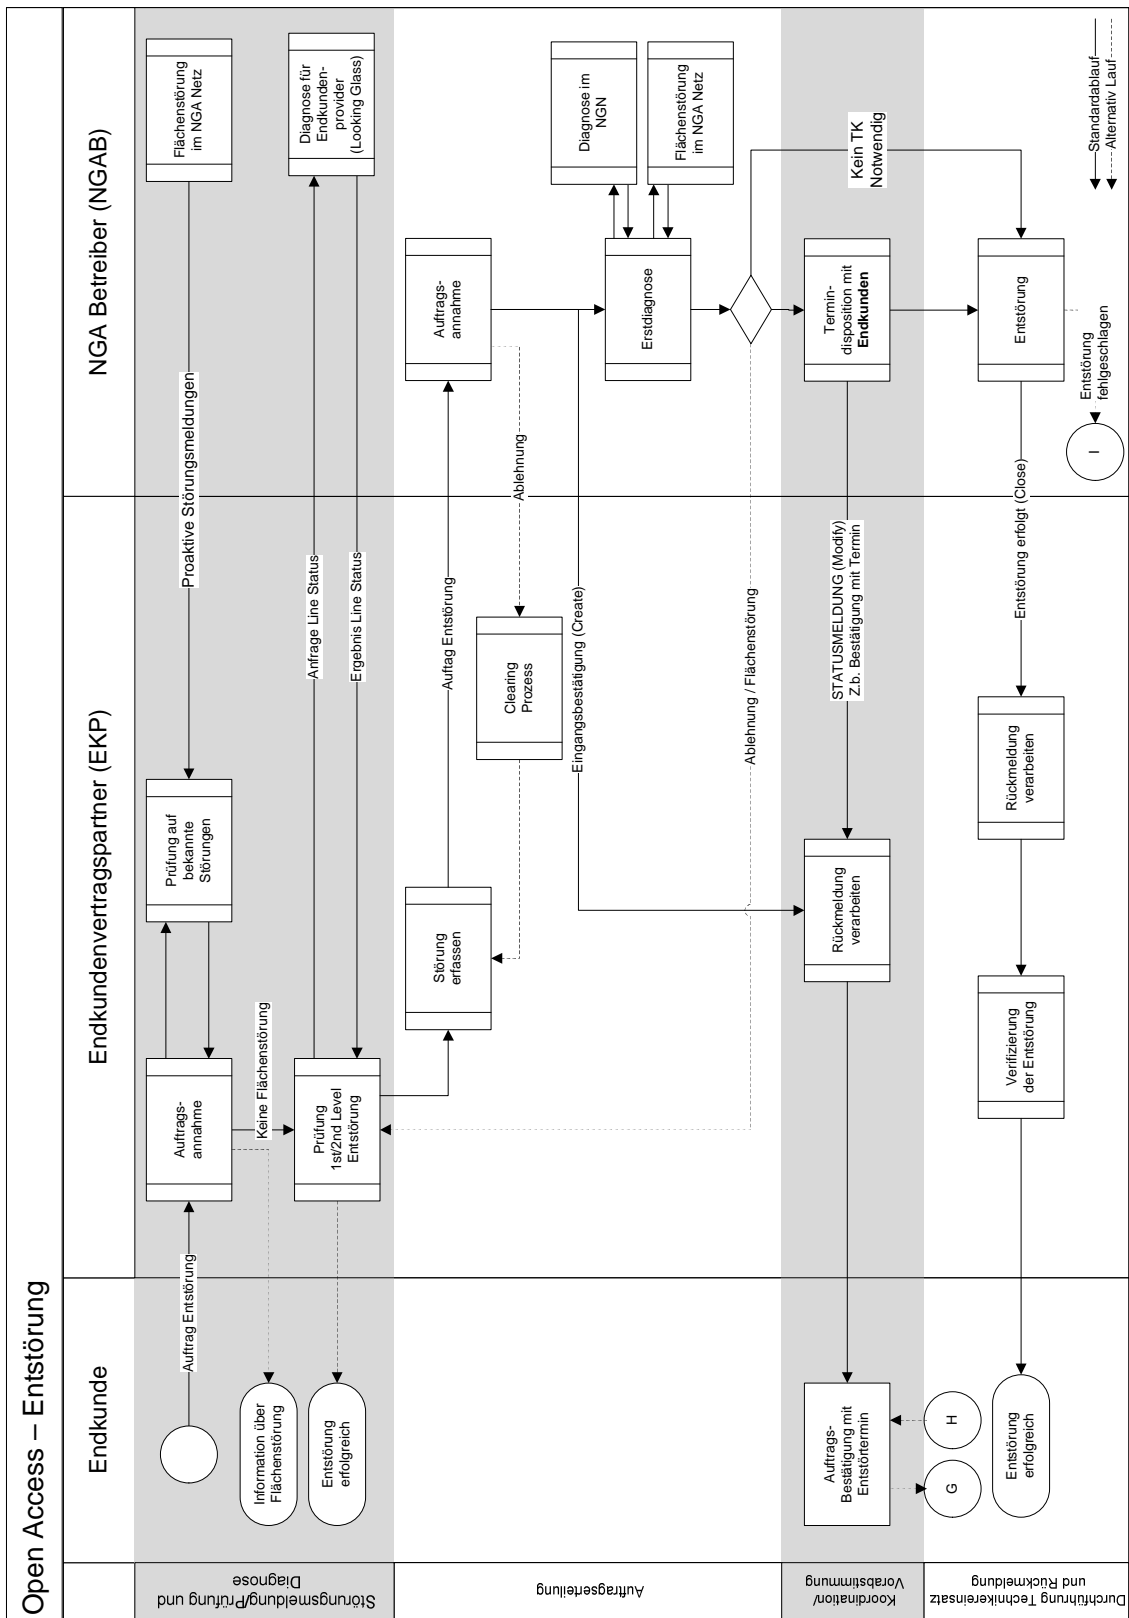 Open Access – Entstörung
Endkunde
Endkundenvertragspartner (EKP)
NGA Betreiber (NGAB)
Störungsmeldung/Prüfung und
Diagnose
Auftrag Entstörung
Auftrags-
annahme
Prüfung auf
bekannte
Störungen
Proaktive Störungsmeldungen
Flächenstörung
im NGA Netz
Information über
Flächenstörung
Keine Flächenstörung
Entstörung
erfolgreich
Prüfung
1st/2nd Level
Entstörung
Anfrage Line Status
Ergebnis Line Status
Diagnose für
Endkunden-
provider
(Looking Glass)
Auftragserteilung
Störung
erfassen
Auftag Entstörung
Auftrags-
annahme
Clearing
Prozess
Ablehnung
Eingangsbestätigung (Create)
Erstdiagnose
Diagnose im
NGN
Flächenstörung
im NGA Netz
Ablehnung / Flächenstörung
Kein TK
Notwendig
Koordination/
Vorabstimmung
Auftrags-
Bestätigung mit
Entstörtermin
Rückmeldung
verarbeiten
STATUSMELDUNG (Modify)
Z.b. Bestätigung mit Termin
Termin-
disposition mit
Endkunden
Durchführung Technikereinsatz
und Rückmeldung
G
H
Entstörung
erfolgreich
Verifizierung
der Entstörung
Rückmeldung
verarbeiten
Entstörung erfolgt (Close)
Entstörung
Entstörung
fehlgeschlagen
I
Standardablauf
Alternativ Lauf